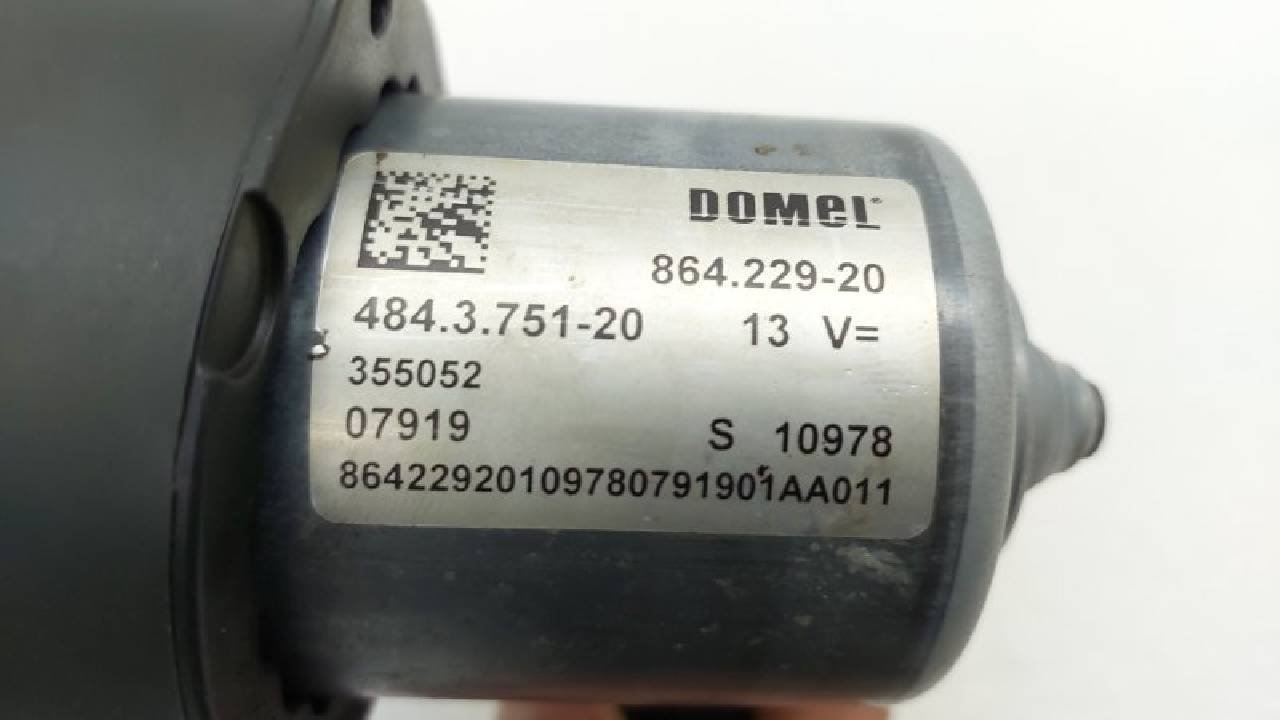 DOMEL
864.229-20
484.3.751-20 13 V=
355052
07919 S 10978
86422920109780791901AA011